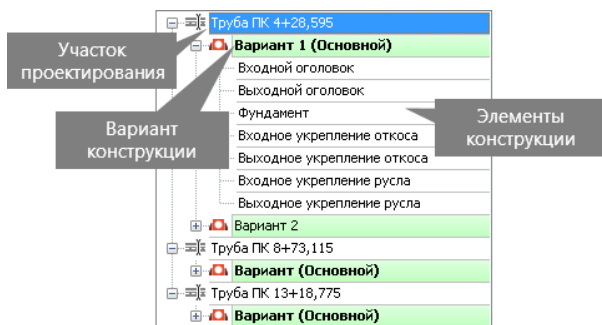 Труба ПК 4+28,595
Участок
проектирования
Вариант 1 (Основной)
Входной оголовок
Выходной оголовок
Фундамент
Элементы
конструкции
Вариант
конструкции
Входное укрепление откоса
Выходное укрепление откоса
Входное укрепление русла
Выходное укрепление русла
Вариант 2
Труба ПК 8+73,115
Вариант (Основной)
Труба ПК 13+18,775
Вариант (Основной)